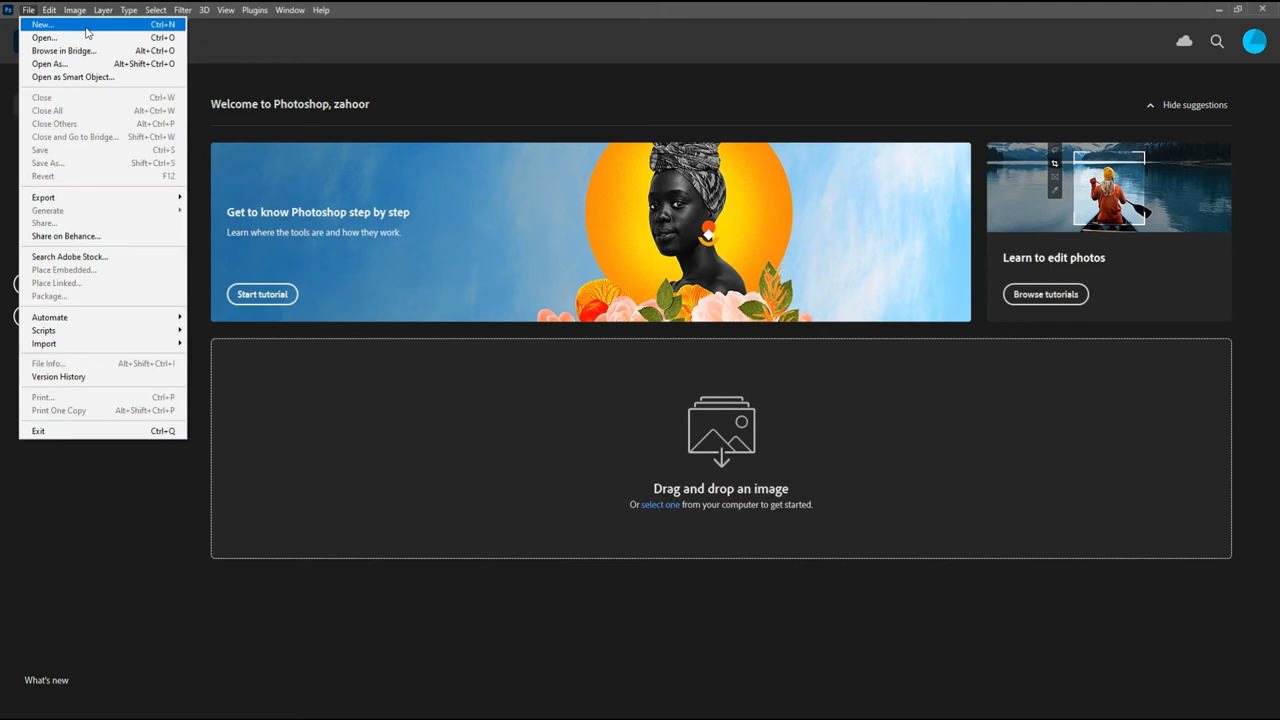 Ps File Edit Image Layer Type Select Filter 3D View Plugins Window Help
New... Ctrl+N
Open... Ctrl+O
Browse in Bridge... Alt+Ctrl+O
Open As... Alt+Shift+Ctrl+O
Open as Smart Object...
Close Ctrl+W
Close All Alt+Ctrl+W
Close Others Alt+Ctrl+P
Close and Go to Bridge... Shift+Ctrl+W
Save Ctrl+S
Save As... Shift+Ctrl+S
Revert F12
Export
Generate
Share...
Share on Behance...
Search Adobe Stock...
Place Embedded...
Place Linked...
Package...
Automate
Scripts
Import
File Info... Alt+Shift+Ctrl+I
Version History
Print... Ctrl+P
Print One Copy Alt+Shift+Ctrl+P
Exit Ctrl+Q
Welcome to Photoshop, zahoor
Hide suggestions
Get to know Photoshop step by step
Learn where the tools are and how they work.
Start tutorial
Learn to edit photos
Browse tutorials
Drag and drop an image
Or select one from your computer to get started.
What's new